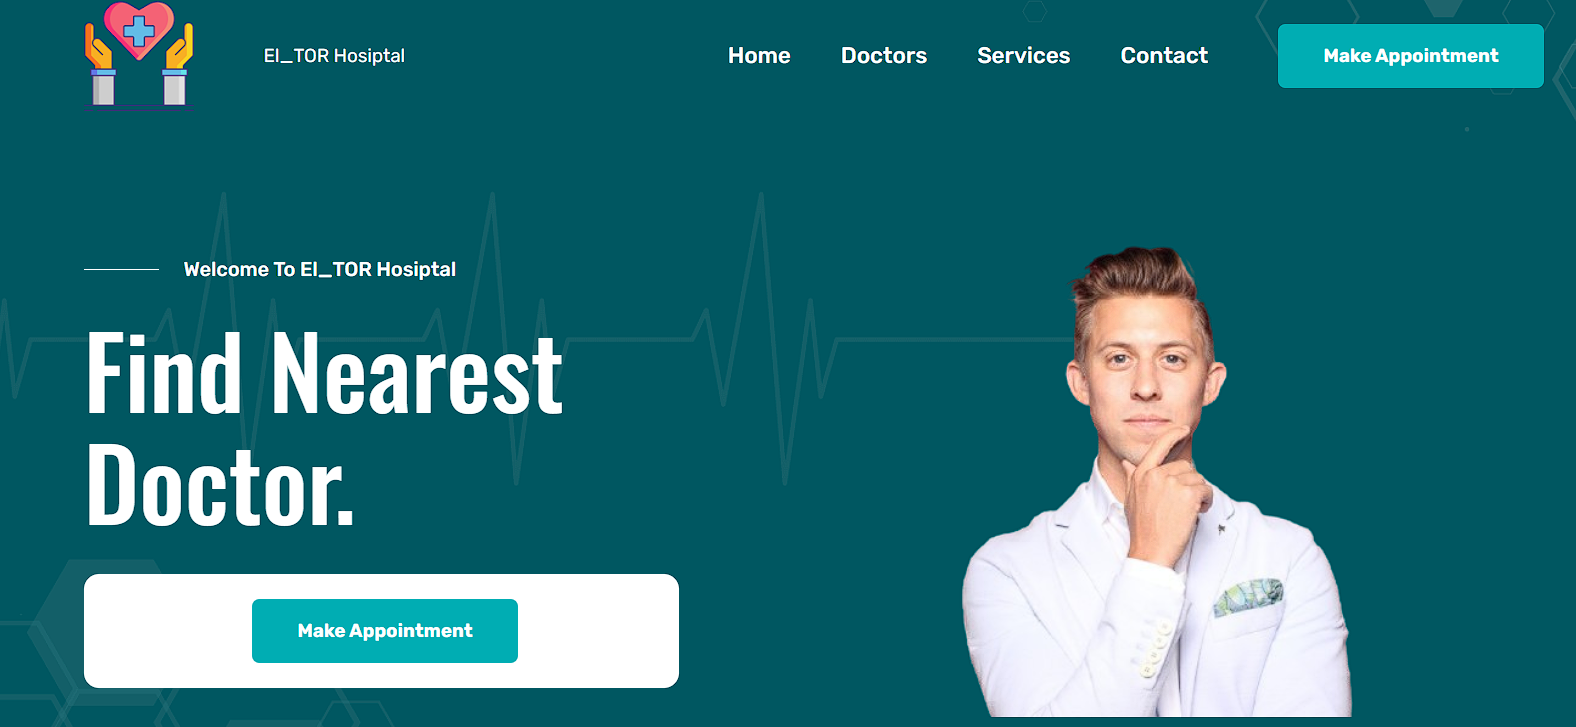 El_TOR Hosiptal
Home
Doctors
Services
Contact
Make Appointment
Welcome To El_TOR Hosiptal
Find Nearest
Doctor.
Make Appointment